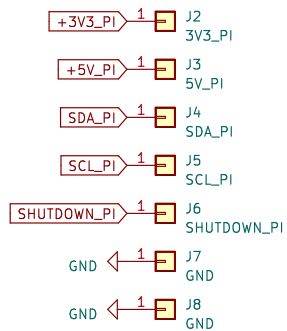 +3V3_PI 1 J2
3V3_PI
+5V_PI 1 J3
5V_PI
SDA_PI 1 J4
SDA_PI
SCL_PI 1 J5
SCL_PI
SHUTDOWN_PI 1 J6
SHUTDOWN_PI
GND 1 J7
GND
GND 1 J8
GND